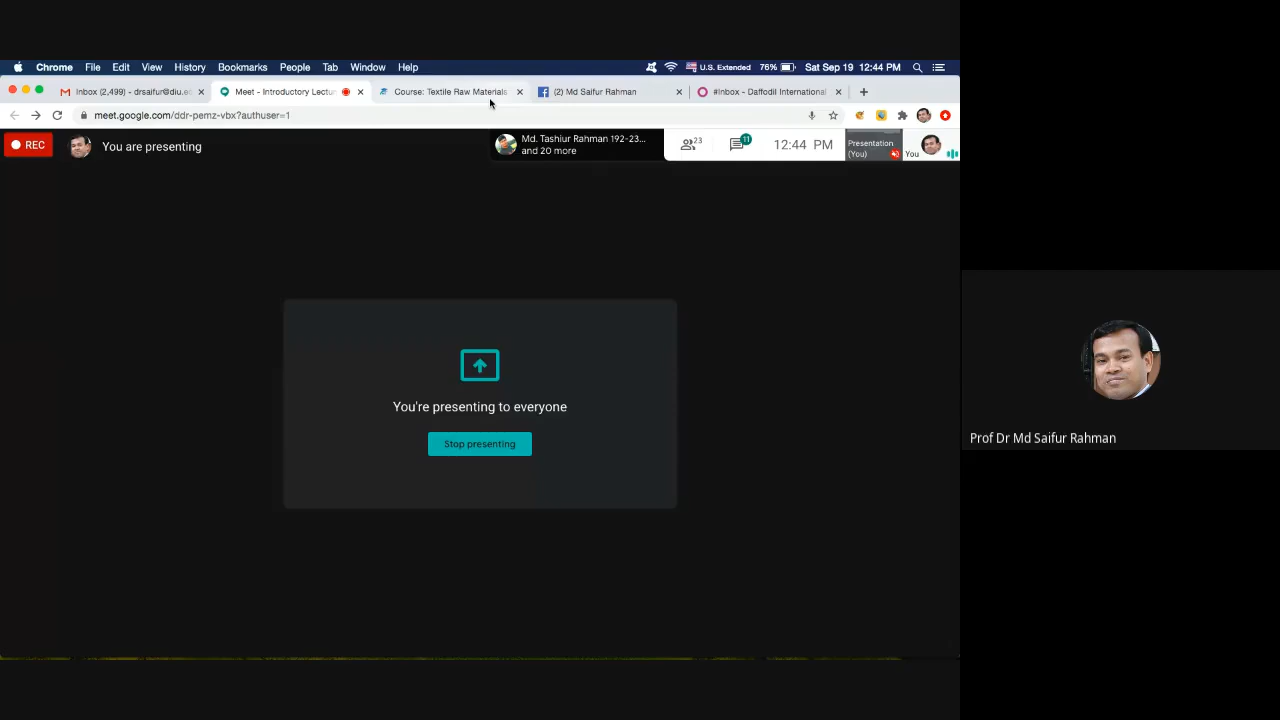 Chrome File Edit View History Bookmarks People Tab Window Help U.S. Extended 76% Sat Sep 19 12:44 PM
Inbox (2,499) - drsaifur@diu.ed Meet - Introductory Lectur Course: Textile Raw Materials (2) Md Saifur Rahman #Inbox - Daffodil International
meet.google.com/ddr-pemz-vbx?authuser=1
REC You are presenting
Md. Tashiur Rahman 192-23...
and 20 more
23 11 12:44 PM
Presentation
(You)
You
You're presenting to everyone
Stop presenting
Prof Dr Md Saifur Rahman